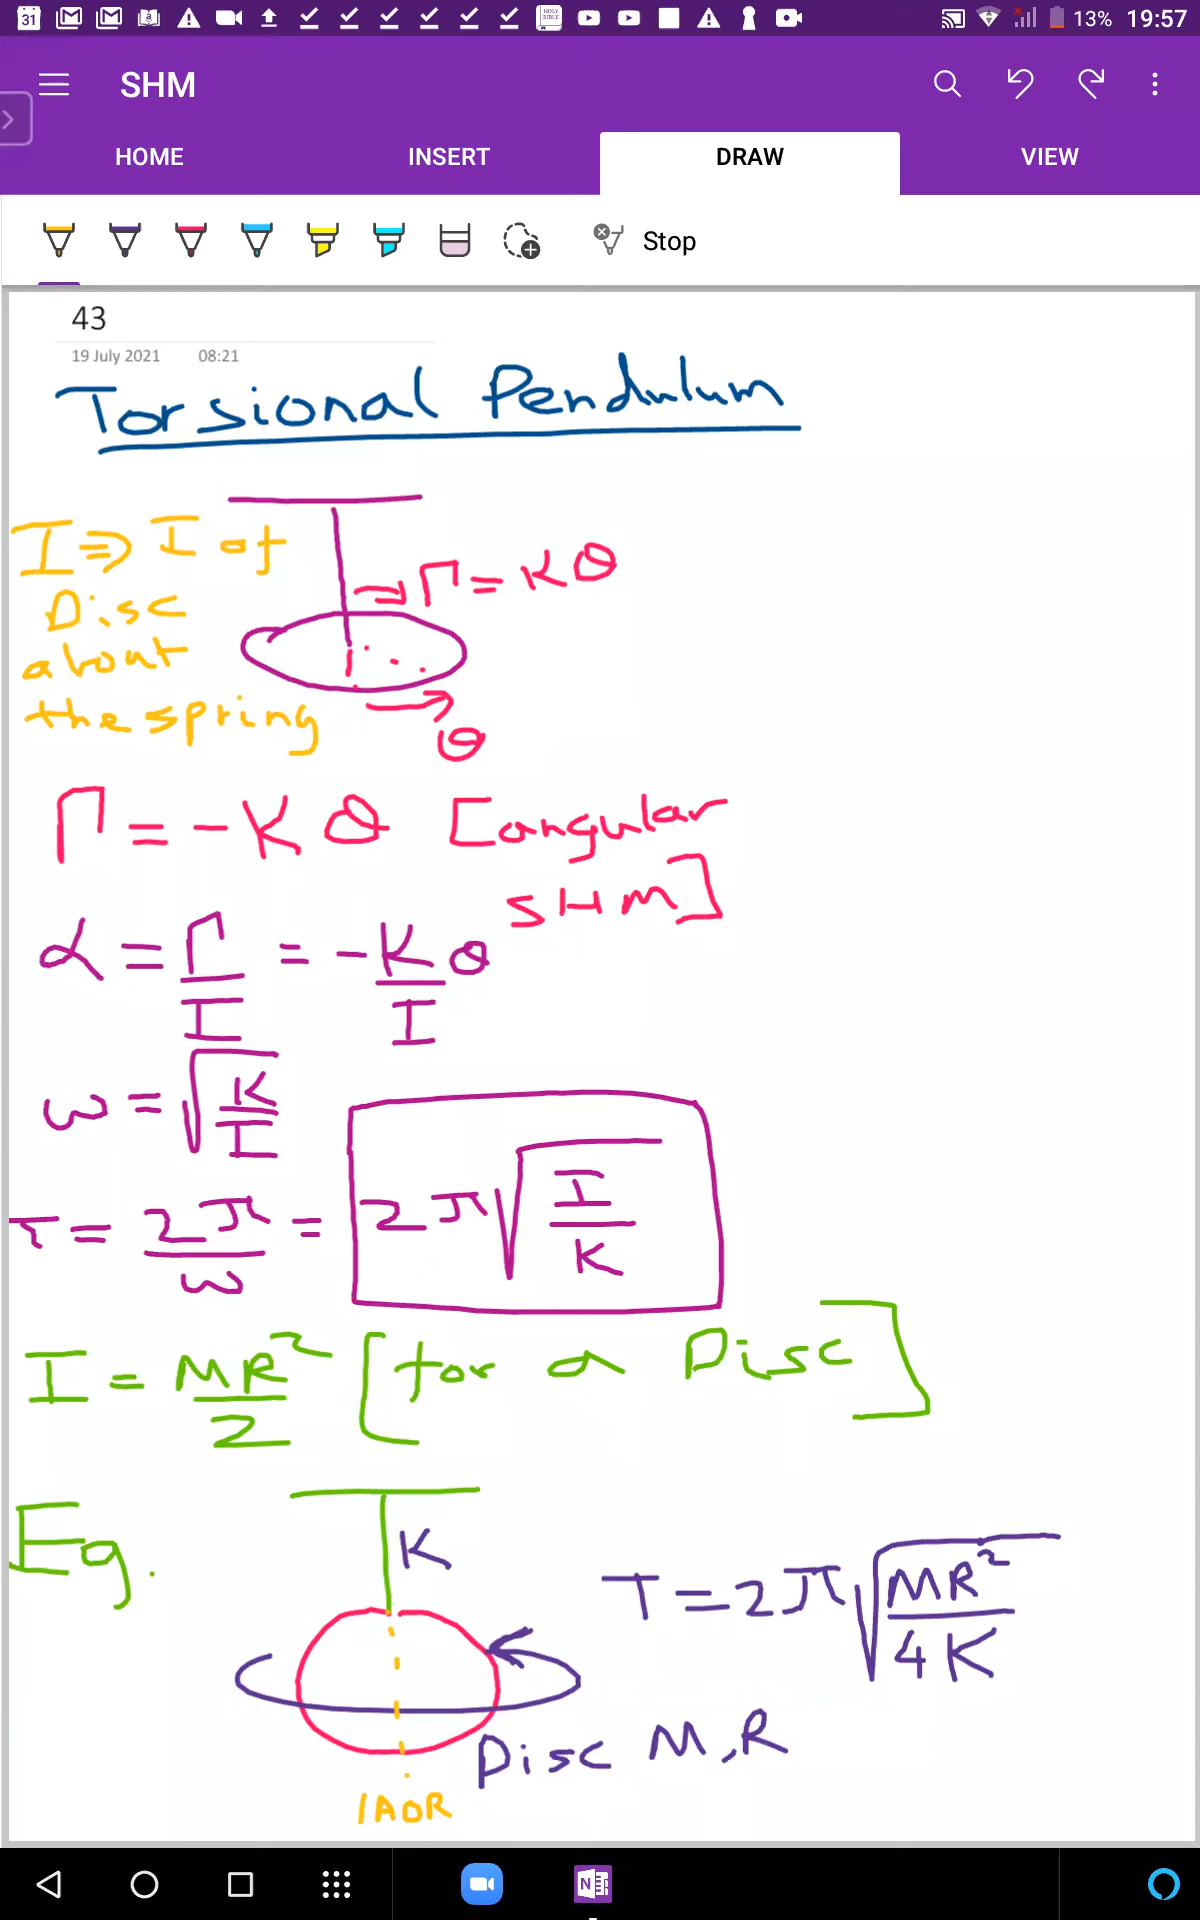 31 13% 19:57
SHM
HOME INSERT DRAW VIEW
Stop
43
19 July 2021 08:21
Torsional Pendulum
I ⇒ I of
Disc
about
the spring
Γ = Kθ
θ
Γ = -Kθ [angular
SHM]
α = Γ/I = -K/I θ
ω = √(K/I)
T = 2π/ω = 2π√(I/K)
I = MR²/2 [for a Disc]
Eg.
K
T = 2π√(MR²/4K)
Disc M,R
IAOR